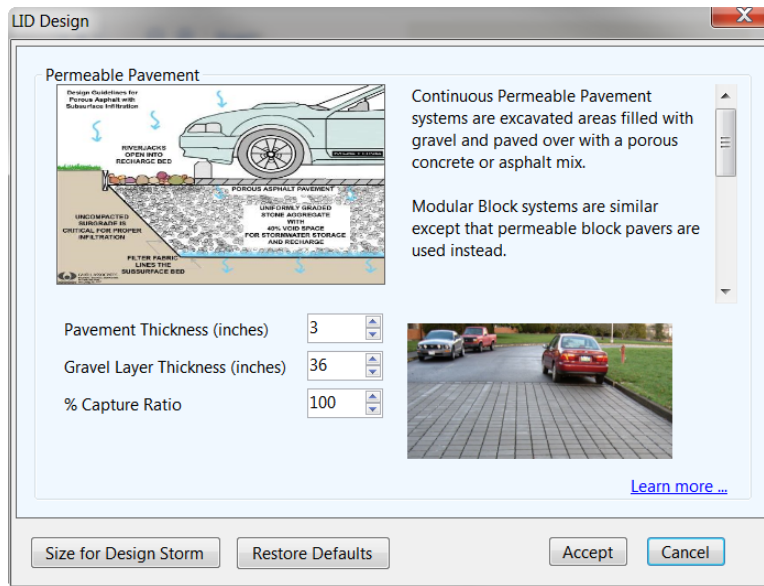 LID Design
X
Permeable Pavement
Design Guidelines for
Porous Asphalt with
Subsurface Infiltration
RIVERJACKS
OPEN INTO
RECHARGE BED
POROUS ASPHALT PAVEMENT
UNIFORMLY GRADED
STONE AGGREGATE
WITH
40% VOID SPACE
FOR STORMWATER STORAGE
AND RECHARGE
UNCOMPACTED
SUBGRADE IS
CRITICAL FOR PROPER
INFILTRATION
FILTER FABRIC
LINES THE
SUBSURFACE BED
Continuous Permeable Pavement
systems are excavated areas filled with
gravel and paved over with a porous
concrete or asphalt mix.
Modular Block systems are similar
except that permeable block pavers are
used instead.
Pavement Thickness (inches) 3
Gravel Layer Thickness (inches) 36
% Capture Ratio 100
Learn more ...
Size for Design Storm Restore Defaults Accept Cancel